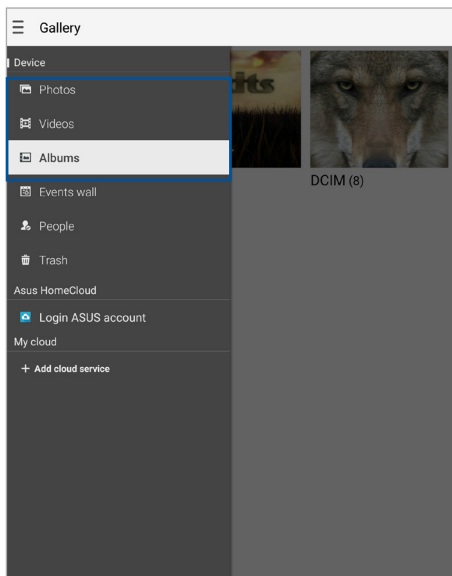 Gallery
Device
Photos
Videos
Albums
Events wall
People
Trash
Asus HomeCloud
Login ASUS account
My cloud
+ Add cloud service
DCIM (8)